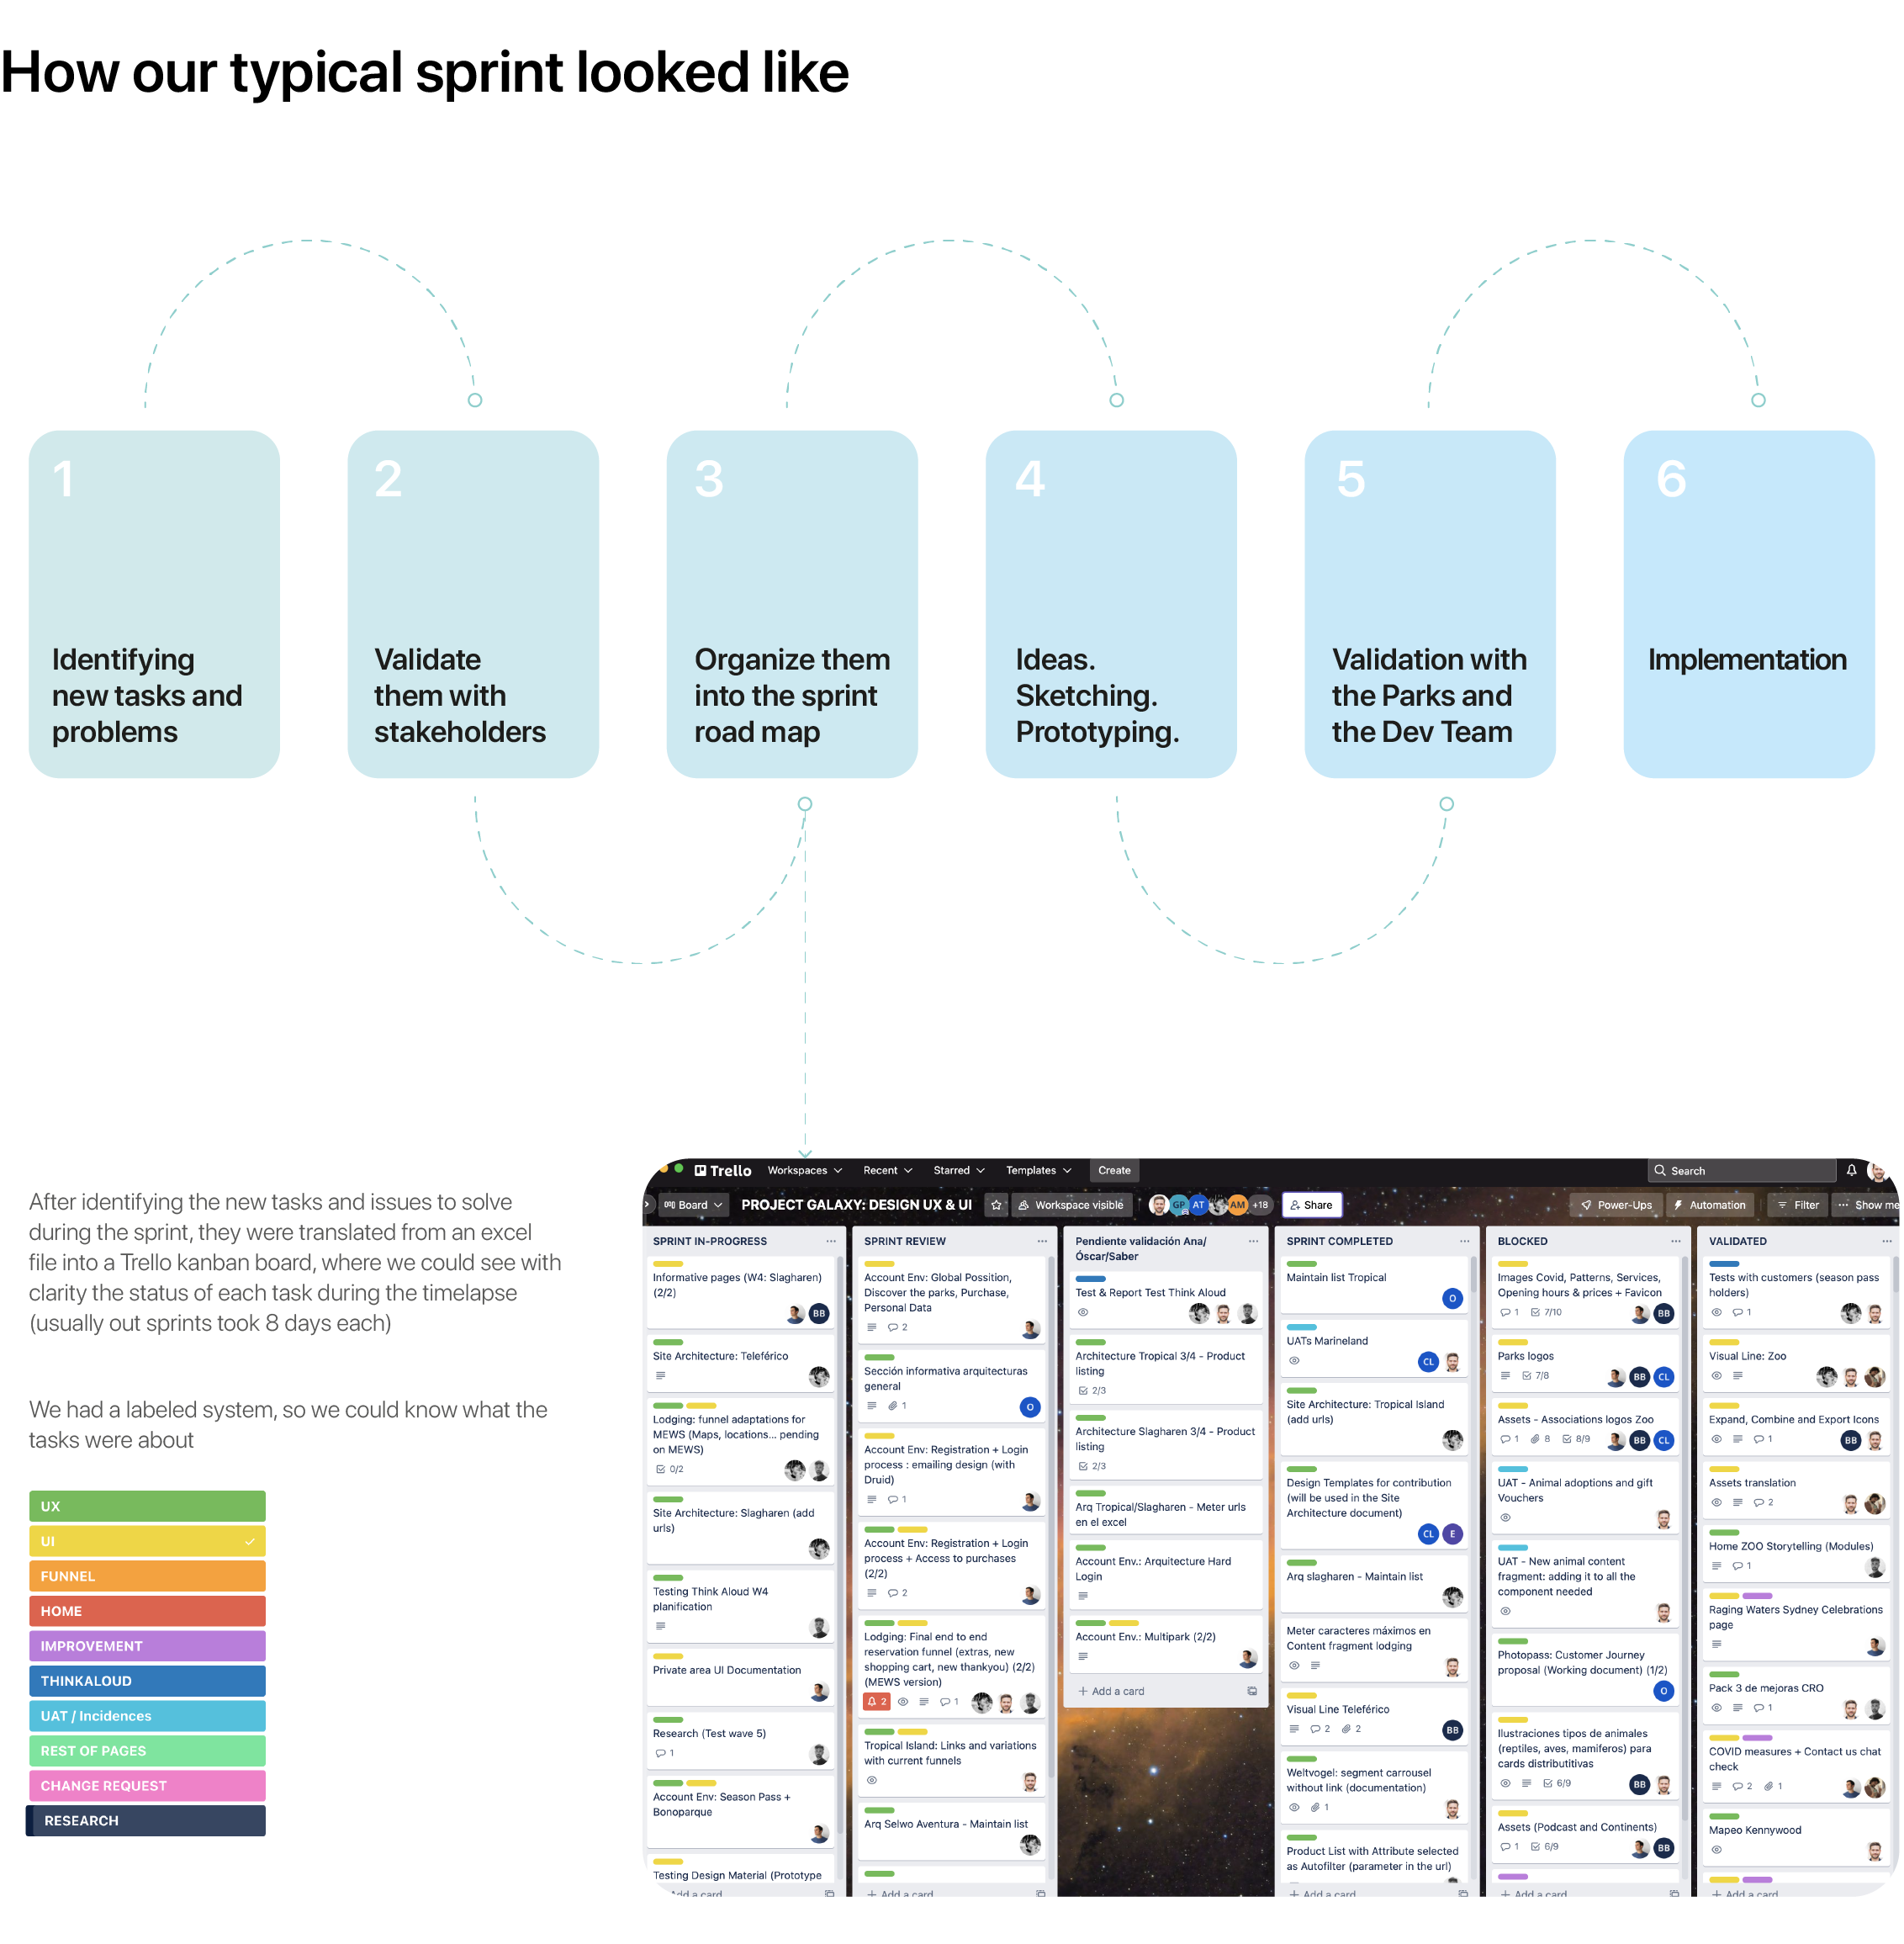 How our typical sprint looked like
1
2
3
4
5
6
Identifying
new tasks and
problems
Validate
them with
stakeholders
Organize them
into the sprint
road map
Ideas.
Sketching.
Prototyping.
Validation with
the Parks and
the Dev Team
Implementation
After identifying the new tasks and issues to solve
during the sprint, they were translated from an excel
file into a Trello kanban board, where we could see with
clarity the status of each task during the timelapse
(usually out sprints took 8 days each)
We had a labeled system, so we could know what the
tasks were about
UX
UI
FUNNEL
HOME
IMPROVEMENT
THINKALOUD
UAT / Incidences
REST OF PAGES
CHANGE REQUEST
RESEARCH
Trello Workspaces Recent Starred Templates Create Search
Board PROJECT GALAXY: DESIGN UX & UI Workspace visible GP AT AM +18 Share Power-Ups Automation Filter Show me
SPRINT IN-PROGRESS
Informative pages (W4: Slagharen)
(2/2)
BB
Site Architecture: Teleférico
Lodging: funnel adaptations for
MEWS (Maps, locations... pending
on MEWS)
0/2
Site Architecture: Slagharen (add
urls)
Testing Think Aloud W4
planification
Private area UI Documentation
Research (Test wave 5)
1
Account Env: Season Pass +
Bonoparque
Testing Design Material (Prototype
Add a card
SPRINT REVIEW
Account Env: Global Possition,
Discover the parks, Purchase,
Personal Data
2
Sección informativa arquitecturas
general
1 O
Account Env: Registration + Login
process : emailing design (with
Druid)
1
Account Env: Registration + Login
process + Access to purchases
(2/2)
2
Lodging: Final end to end
reservation funnel (extras, new
shopping cart, new thankyou) (2/2)
(MEWS version)
2 1
Tropical Island: Links and variations
with current funnels
Arq Selwo Aventura - Maintain list
+ Add a card
Pendiente validación Ana/
Óscar/Saber
Test & Report Test Think Aloud
Architecture Tropical 3/4 - Product
listing
2/3
Architecture Slagharen 3/4 - Product
listing
2/3
Arq Tropical/Slagharen - Meter urls
en el excel
Account Env.: Arquitecture Hard
Login
Account Env.: Multipark (2/2)
+ Add a card
SPRINT COMPLETED
Maintain list Tropical
O
UATs Marineland
CL
Site Architecture: Tropical Island
(add urls)
Design Templates for contribution
(will be used in the Site
Architecture document)
CL E
Arq slagharen - Maintain list
Meter caracteres máximos en
Content fragment lodging
Visual Line Teleférico
2 2 BB
Weltvogel: segment carrousel
without link (documentation)
1
Product List with Attribute selected
as Autofilter (parameter in the url)
+ Add a card
BLOCKED
Images Covid, Patterns, Services,
Opening hours & prices + Favicon
1 7/10 BB
Parks logos
7/8 BB CL
Assets - Associations logos Zoo
1 8 8/9 BB CL
UAT - Animal adoptions and gift
Vouchers
UAT - New animal content
fragment: adding it to all the
component needed
Photopass: Customer Journey
proposal (Working document) (1/2)
O
Ilustraciones tipos de animales
(reptiles, aves, mamíferos) para
cards distributitivas
6/9 BB
Assets (Podcast and Continents)
1 6/9 BB
+ Add a card
VALIDATED
Tests with customers (season pass
holders)
1
Visual Line: Zoo
Expand, Combine and Export Icons
1 BB
Assets translation
2
Home ZOO Storytelling (Modules)
1
Raging Waters Sydney Celebrations
page
Pack 3 de mejoras CRO
1
COVID measures + Contact us chat
check
2 1
Mapeo Kennywood
+ Add a card